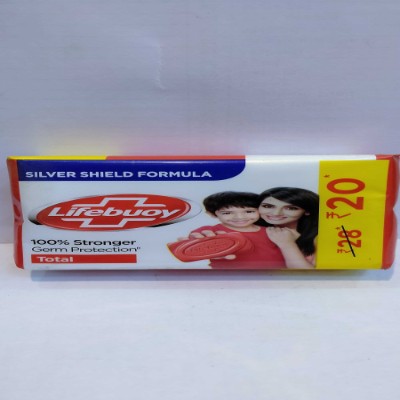 SILVER SHIELD FORMULA
Lifebuoy
100% Stronger
Germ Protection*
Total
₹28
₹20*